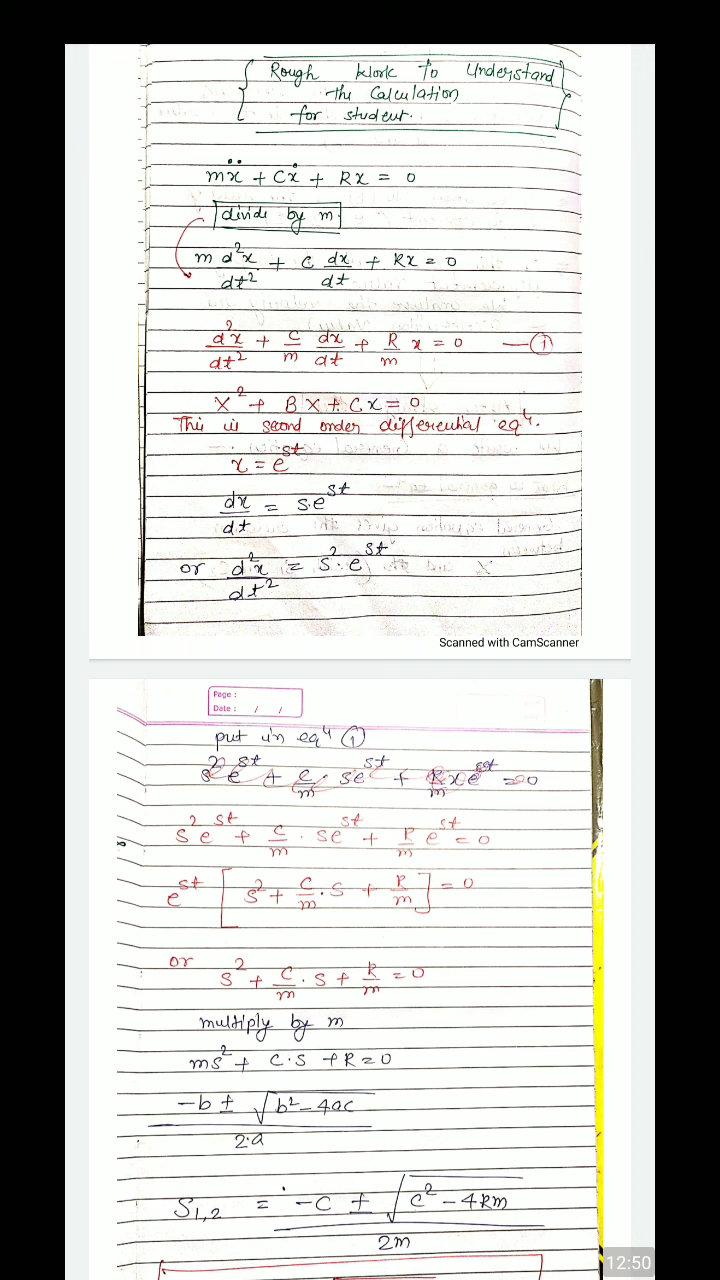 Rough Work To Understand
the Calculation
for student.
mẍ + Cẋ + Rx = 0
divide by m
m d²x/dt² + C dx/dt + Rx = 0
d²x/dt² + C/m dx/dt + R/m x = 0 — ①
X² + BX + Cx = 0
This is second order differential eqⁿ.
x = e^st
dx/dt = s.e^st
or d²x/dt² = s².e^st
Scanned with CamScanner
Page :
Date : / /
put in eqⁿ ①
s²e^st + C/m . se^st + R/m e^st = 0
e^st [ s² + C/m . s + R/m ] = 0
or s² + C/m . s + R/m = 0
multiply by m
ms² + C.s + R = 0
-b ± √b² - 4ac
2.a
S1,2 = -C ± √c² - 4Rm
2m
12:50